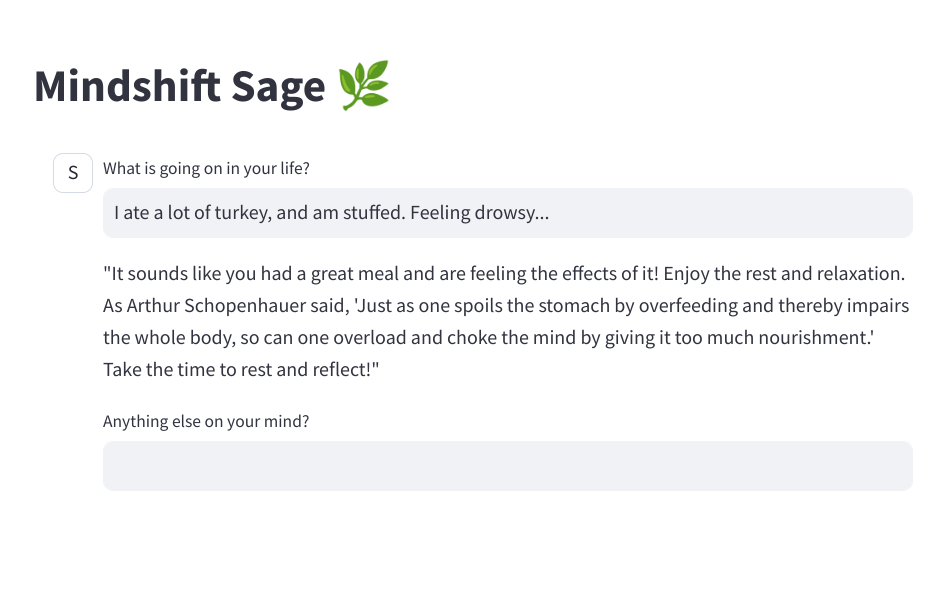 Mindshift Sage 🌿
S
What is going on in your life?
I ate a lot of turkey, and am stuffed. Feeling drowsy...
"It sounds like you had a great meal and are feeling the effects of it! Enjoy the rest and relaxation.
As Arthur Schopenhauer said, 'Just as one spoils the stomach by overfeeding and thereby impairs
the whole body, so can one overload and choke the mind by giving it too much nourishment.'
Take the time to rest and reflect!"
Anything else on your mind?